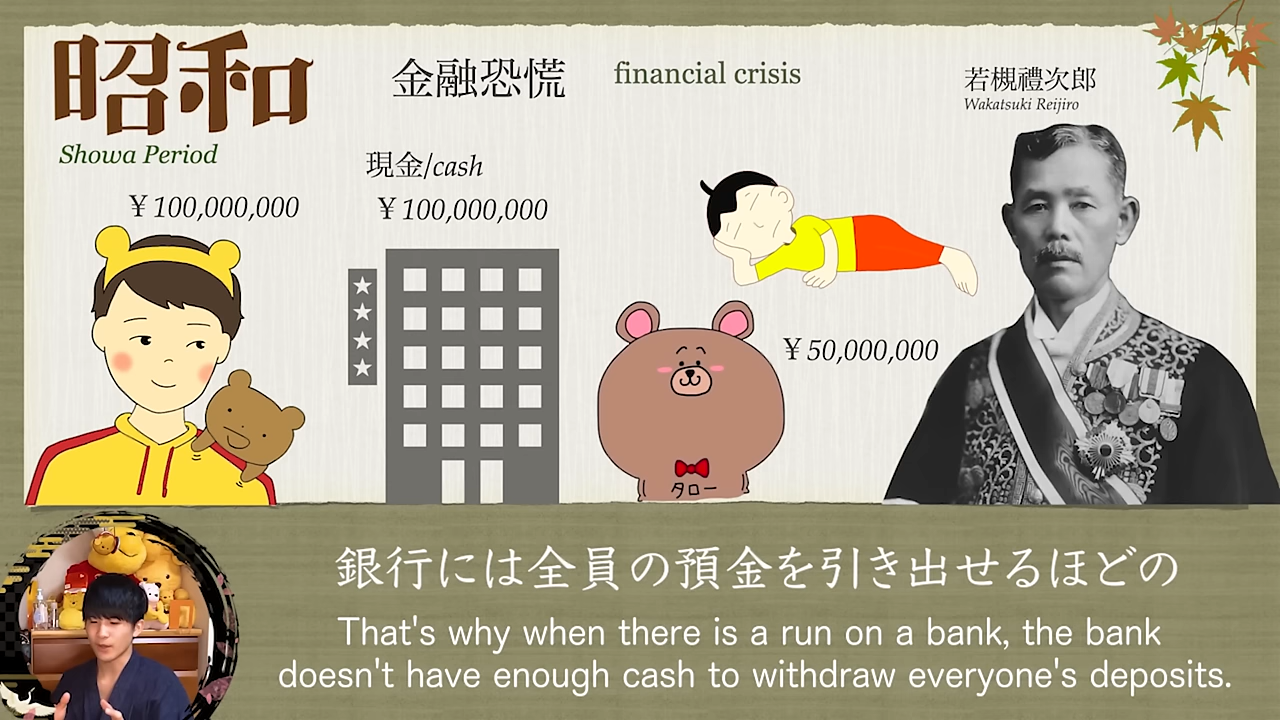 昭和
Showa Period
金融恐慌
financial crisis
若槻禮次郎
Wakatsuki Reijiro
現金/cash
￥100,000,000
￥100,000,000
￥50,000,000
タロー
銀行には全員の預金を引き出せるほどの
That's why when there is a run on a bank, the bank
doesn't have enough cash to withdraw everyone's deposits.